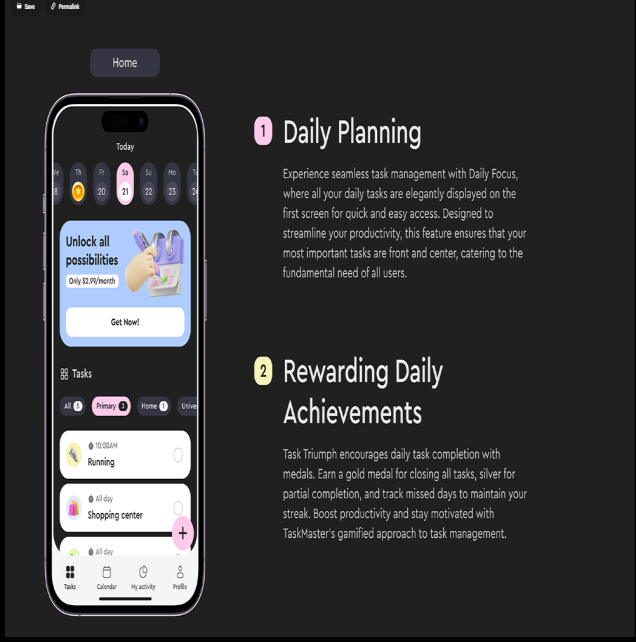 Save Permalink
Home
Today
We Th Fr Sa Su Mo Tu
8 20 21 22 23 24
Unlock all
possibilities
Only $2.99/month
Get Now!
Tasks
All 5 Primary 3 Home 1 Univer
10:00AM
Running
All day
Shopping center
+
All day
Tasks Calendar My activity Profile
1 Daily Planning
Experience seamless task management with Daily Focus,
where all your daily tasks are elegantly displayed on the
first screen for quick and easy access. Designed to
streamline your productivity, this feature ensures that your
most important tasks are front and center, catering to the
fundamental need of all users.
2 Rewarding Daily
Achievements
Task Triumph encourages daily task completion with
medals. Earn a gold medal for closing all tasks, silver for
partial completion, and track missed days to maintain your
streak. Boost productivity and stay motivated with
TaskMaster's gamified approach to task management.